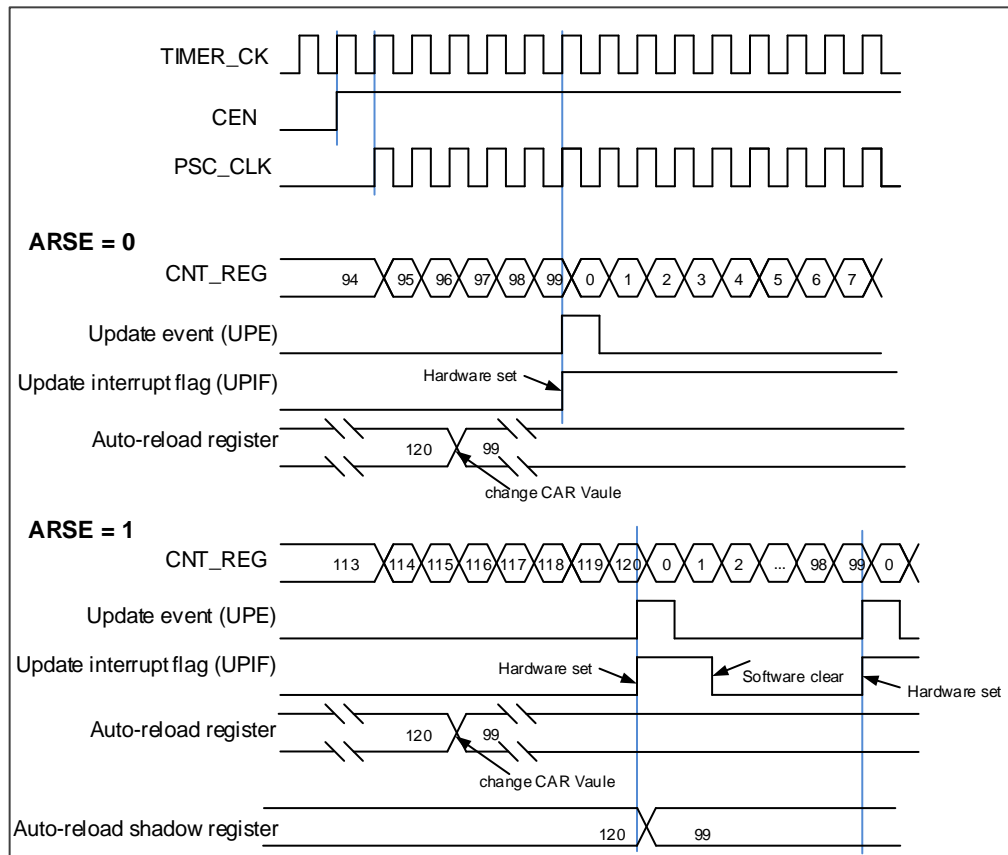 TIMER_CK
CEN
PSC_CLK
ARSE = 0
CNT_REG 94 95 96 97 98 99 0 1 2 3 4 5 6 7
Update event (UPE)
Update interrupt flag (UPIF) Hardware set
Auto-reload register 120 99
change CAR Vaule
ARSE = 1
CNT_REG 113 114 115 116 117 118 119 120 0 1 2 ... 98 99 0
Update event (UPE)
Update interrupt flag (UPIF) Hardware set Software clear Hardware set
Auto-reload register 120 99
change CAR Vaule
Auto-reload shadow register 120 99